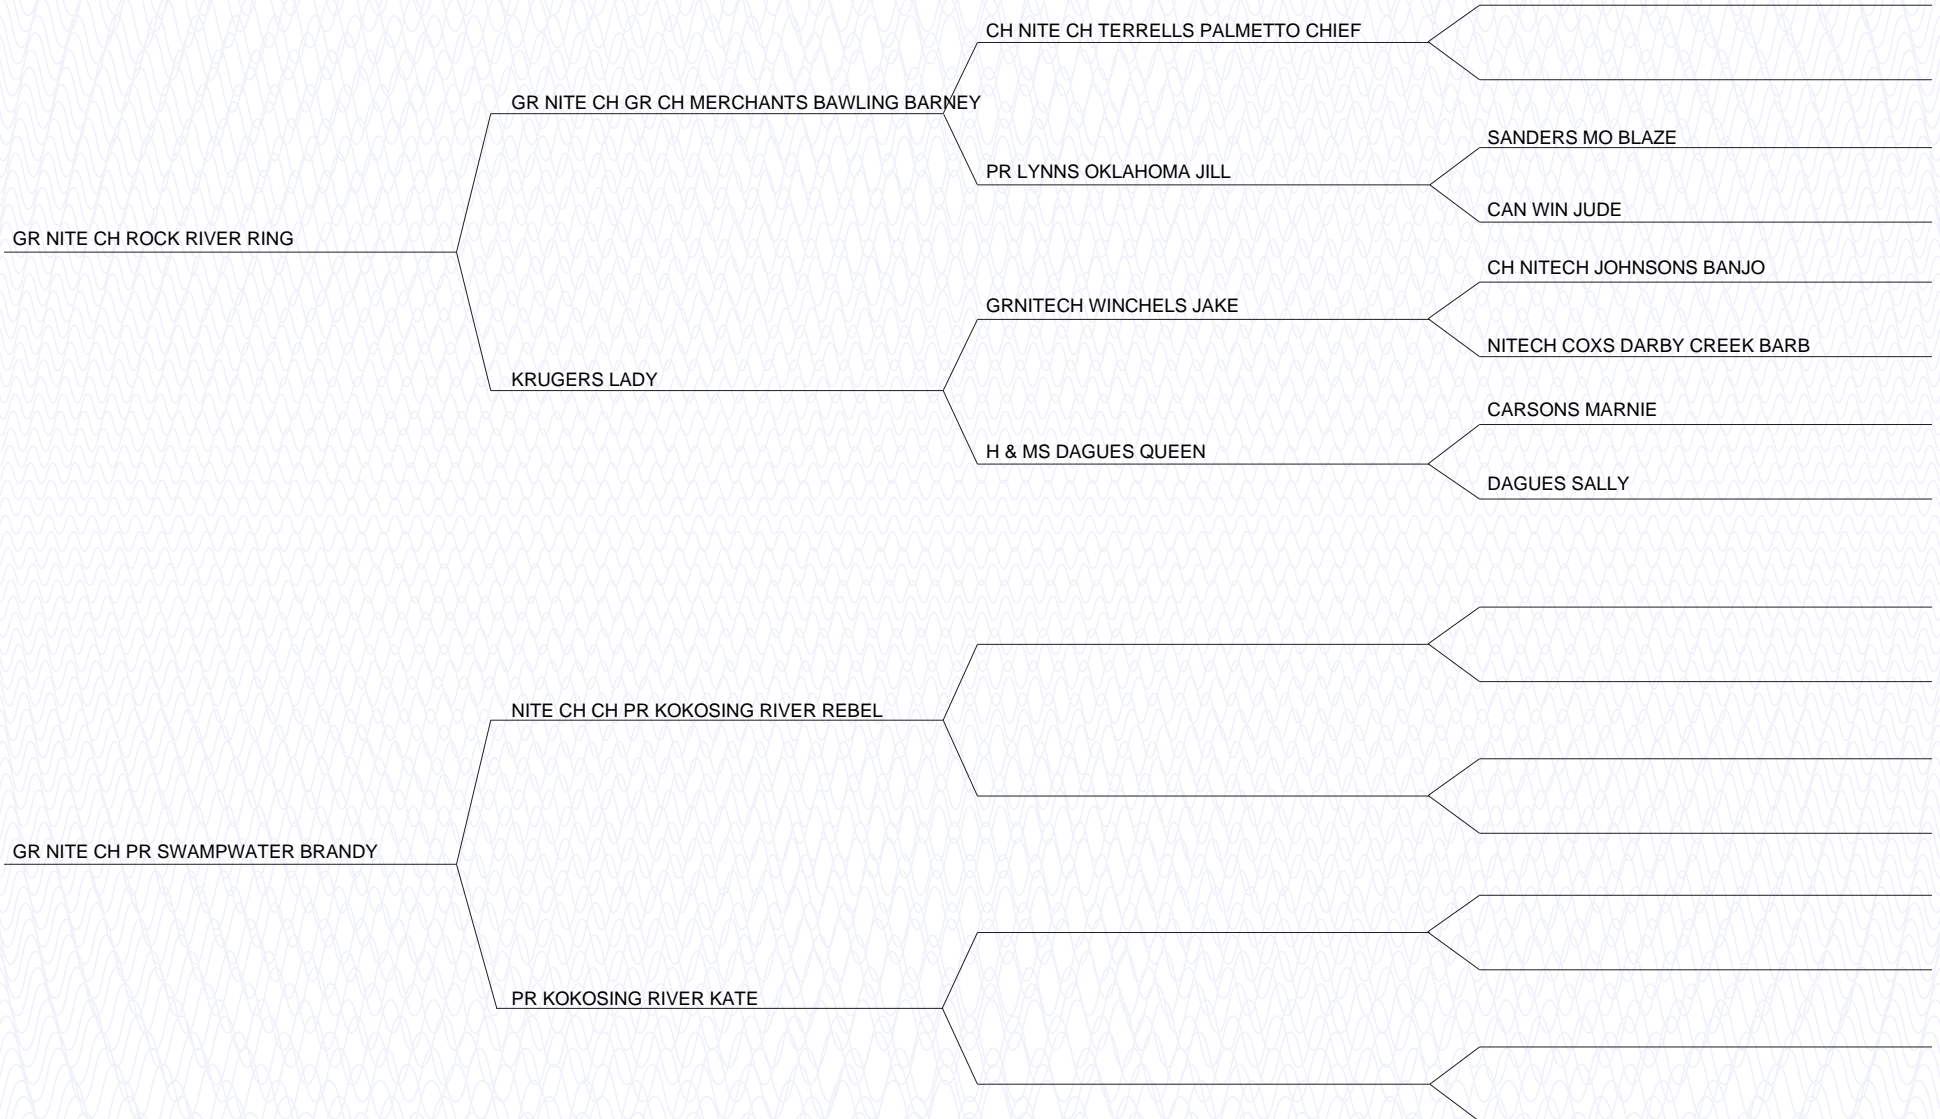 CH NITE CH TERRELLS PALMETTO CHIEF
GR NITE CH GR CH MERCHANTS BAWLING BARNEY
SANDERS MO BLAZE
PR LYNNS OKLAHOMA JILL
CAN WIN JUDE
GR NITE CH ROCK RIVER RING
CH NITECH JOHNSONS BANJO
GRNITECH WINCHELS JAKE
NITECH COXS DARBY CREEK BARB
KRUGERS LADY
CARSONS MARNIE
H & MS DAGUES QUEEN
DAGUES SALLY
NITE CH CH PR KOKOSING RIVER REBEL
GR NITE CH PR SWAMPWATER BRANDY
PR KOKOSING RIVER KATE